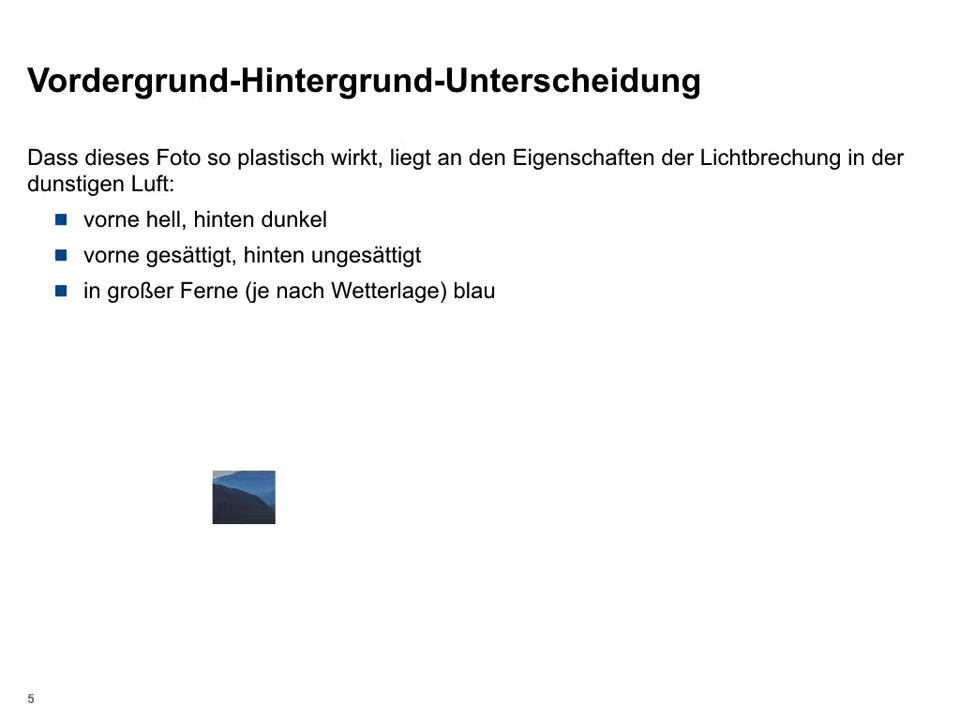 Vordergrund-Hintergrund-Unterscheidung
Dass dieses Foto so plastisch wirkt, liegt an den Eigenschaften der Lichtbrechung in der
dunstigen Luft:
vorne hell, hinten dunkel
vorne gesättigt, hinten ungesättigt
in großer Ferne (je nach Wetterlage) blau
5